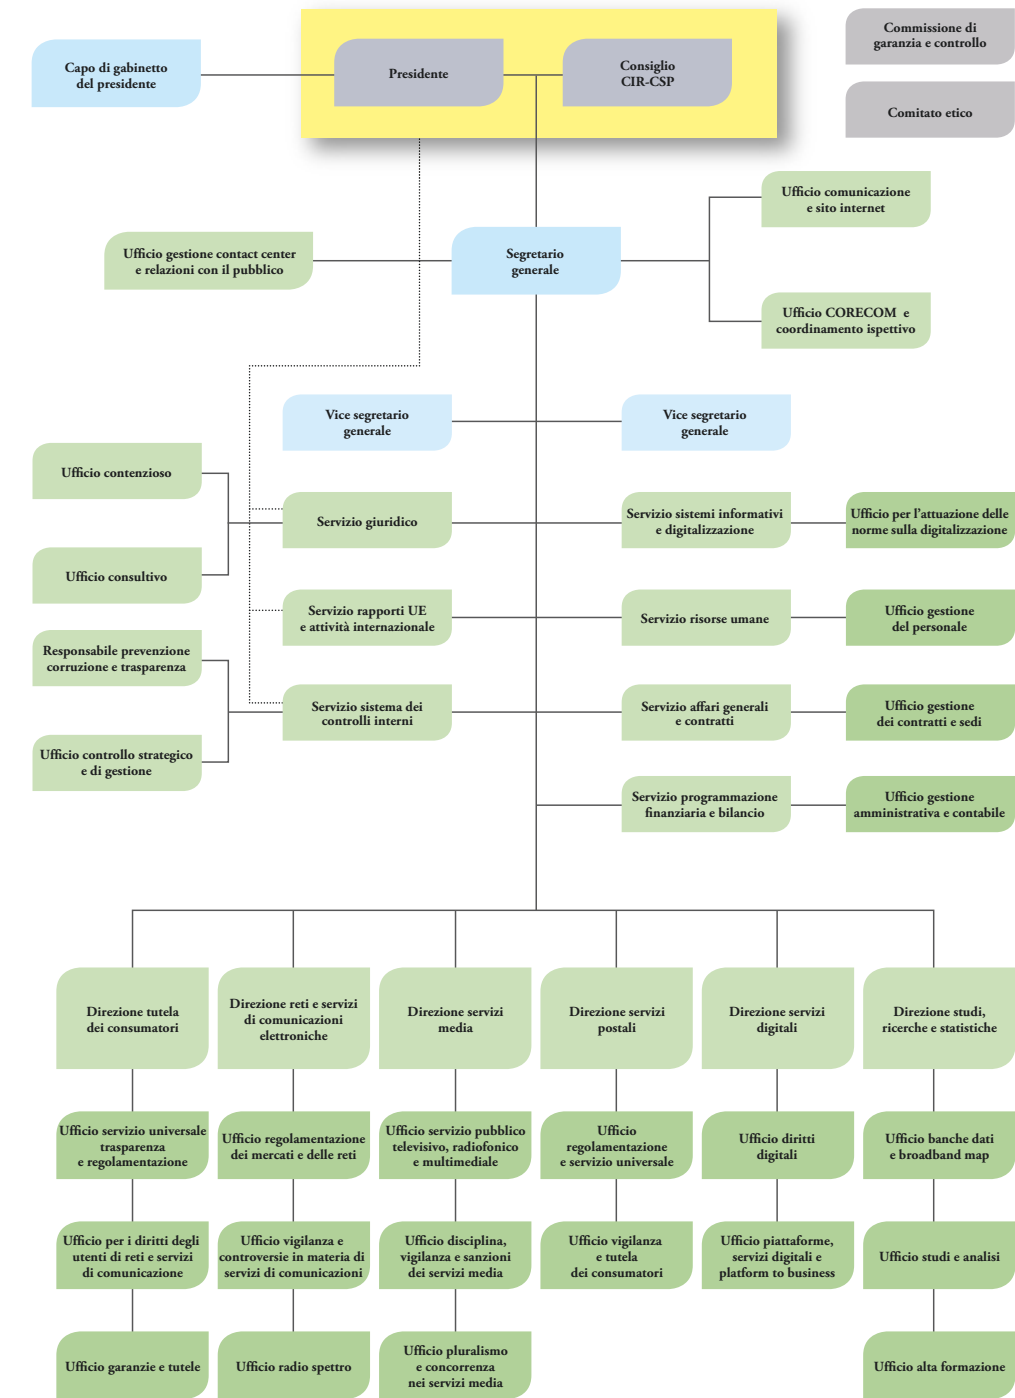 Commissione di
garanzia e controllo
Capo di gabinetto
del presidente
Presidente
Consiglio
CIR-CSP
Comitato etico
Ufficio comunicazione
e sito internet
Ufficio gestione contact center
e relazioni con il pubblico
Segretario
generale
Ufficio CORECOM e
coordinamento ispettivo
Vice segretario
generale
Vice segretario
generale
Ufficio contenzioso
Servizio giuridico
Servizio sistemi informativi
e digitalizzazione
Ufficio per l'attuazione delle
norme sulla digitalizzazione
Ufficio consultivo
Servizio rapporti UE
e attività internazionale
Servizio risorse umane
Ufficio gestione
del personale
Responsabile prevenzione
corruzione e trasparenza
Servizio sistema dei
controlli interni
Servizio affari generali
e contratti
Ufficio gestione
dei contratti e sedi
Ufficio controllo strategico
e di gestione
Servizio programmazione
finanziaria e bilancio
Ufficio gestione
amministrativa e contabile
Direzione tutela
dei consumatori
Direzione reti e servizi
di comunicazioni
elettroniche
Direzione servizi
media
Direzione servizi
postali
Direzione servizi
digitali
Direzione studi,
ricerche e statistiche
Ufficio servizio universale
trasparenza
e regolamentazione
Ufficio regolamentazione
dei mercati e delle reti
Ufficio servizio pubblico
televisivo, radiofonico
e multimediale
Ufficio
regolamentazione
e servizio universale
Ufficio diritti
digitali
Ufficio banche dati
e broadband map
Ufficio per i diritti degli
utenti di reti e servizi
di comunicazione
Ufficio vigilanza e
controversie in materia di
servizi di comunicazioni
Ufficio disciplina,
vigilanza e sanzioni
dei servizi media
Ufficio vigilanza
e tutela
dei consumatori
Ufficio piattaforme,
servizi digitali e
platform to business
Ufficio studi e analisi
Ufficio garanzie e tutele
Ufficio radio spettro
Ufficio pluralismo
e concorrenza
nei servizi media
Ufficio alta formazione